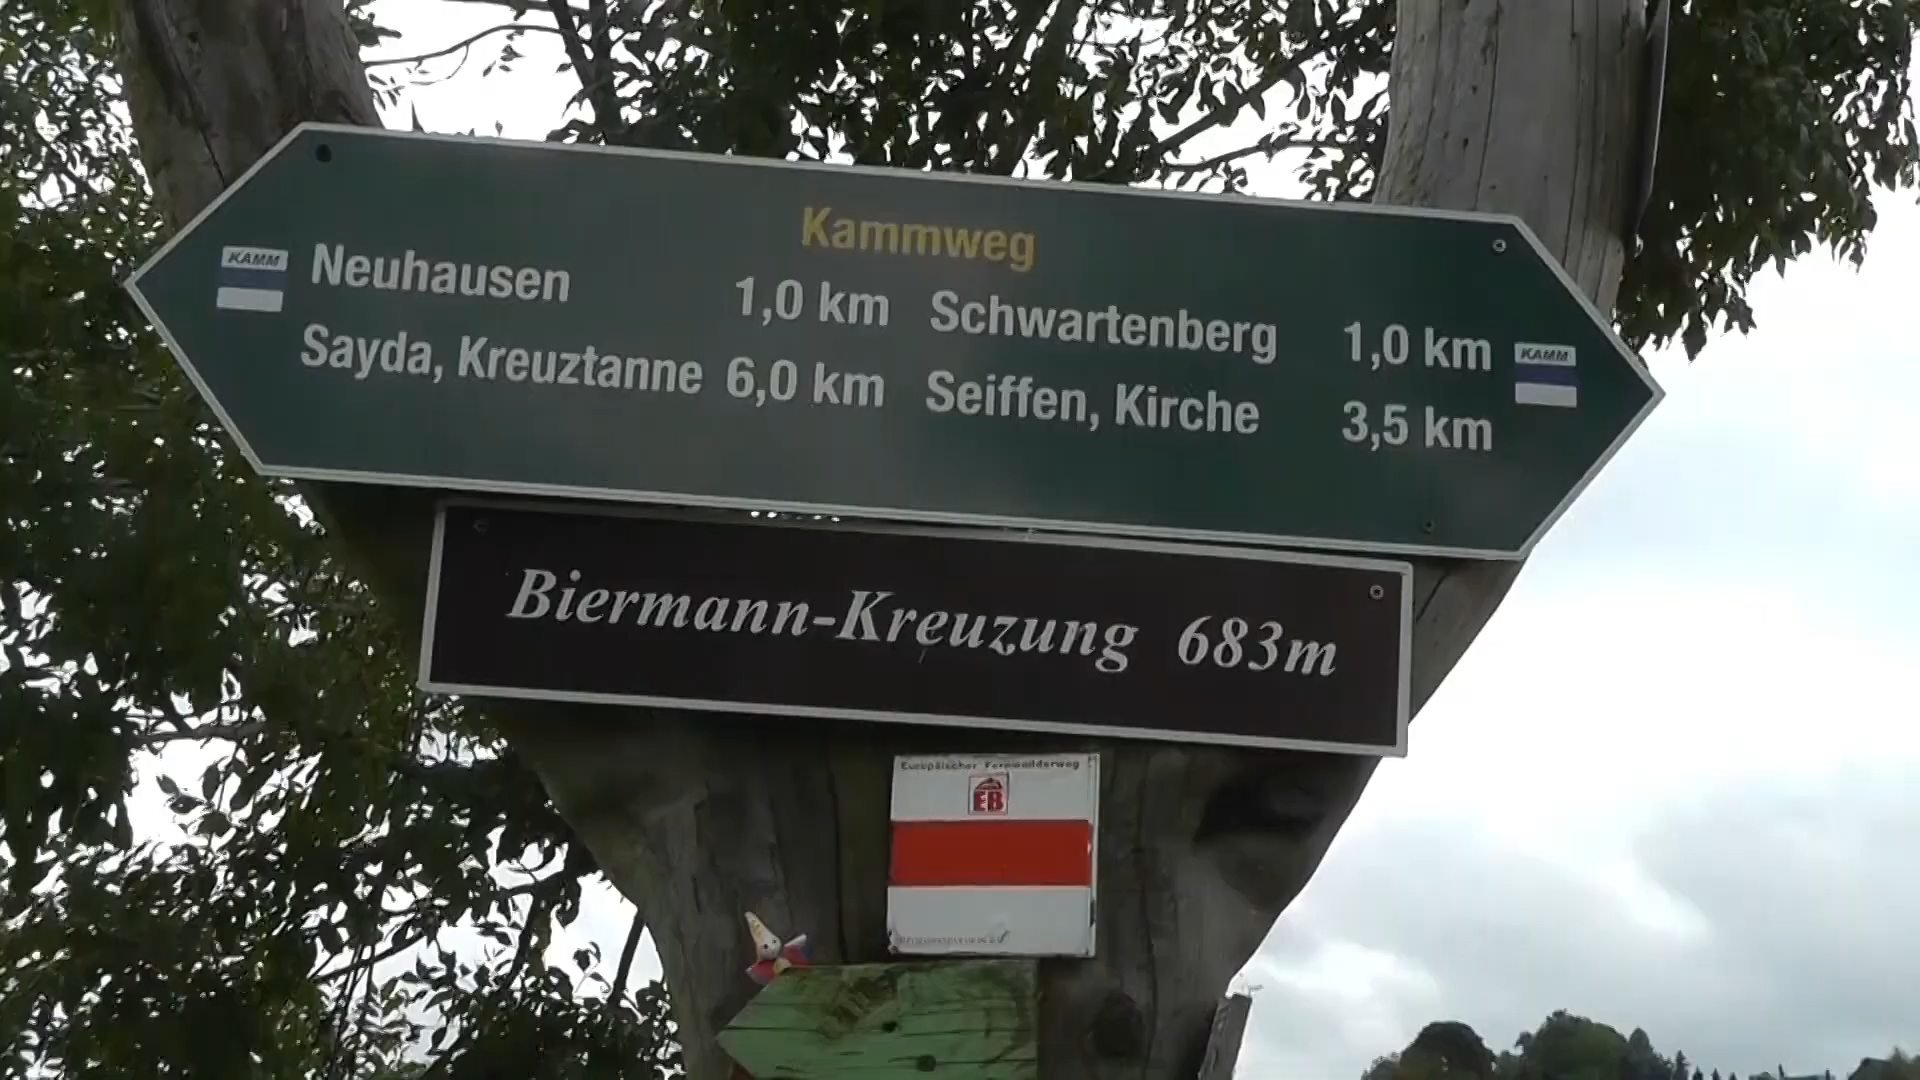 Kammweg
KAMM
Neuhausen 1,0 km
Sayda, Kreuztanne 6,0 km
Schwartenberg 1,0 km
Seiffen, Kirche 3,5 km
KAMM
Biermann-Kreuzung 683m
Europäischer Fernwanderweg
EB